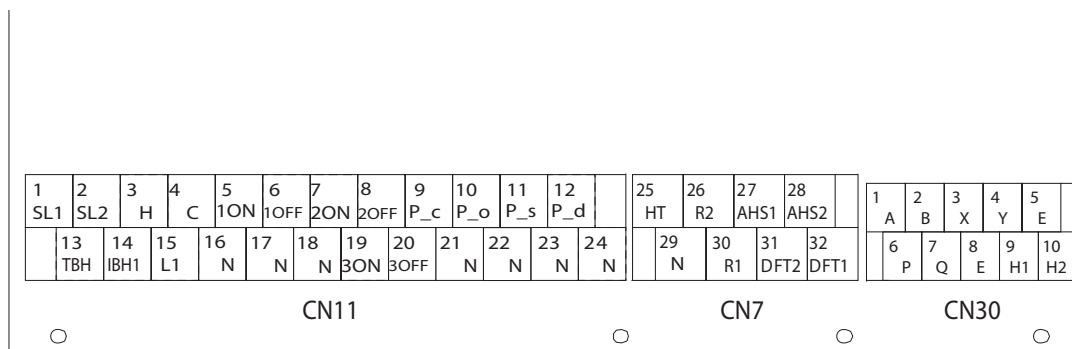 1 2 3 4 5 6 7 8 9 10 11 12
SL1 SL2 H C 1ON 1OFF 2ON 2OFF P_c P_o P_s P_d
13 14 15 16 17 18 19 20 21 22 23 24
TBH IBH1 L1 N N N 3ON 3OFF N N N N
CN11
25 26 27 28
HT R2 AHS1 AHS2
29 30 31 32
N R1 DFT2 DFT1
CN7
1 2 3 4 5
A B X Y E
6 7 8 9 10
P Q E H1 H2
CN30